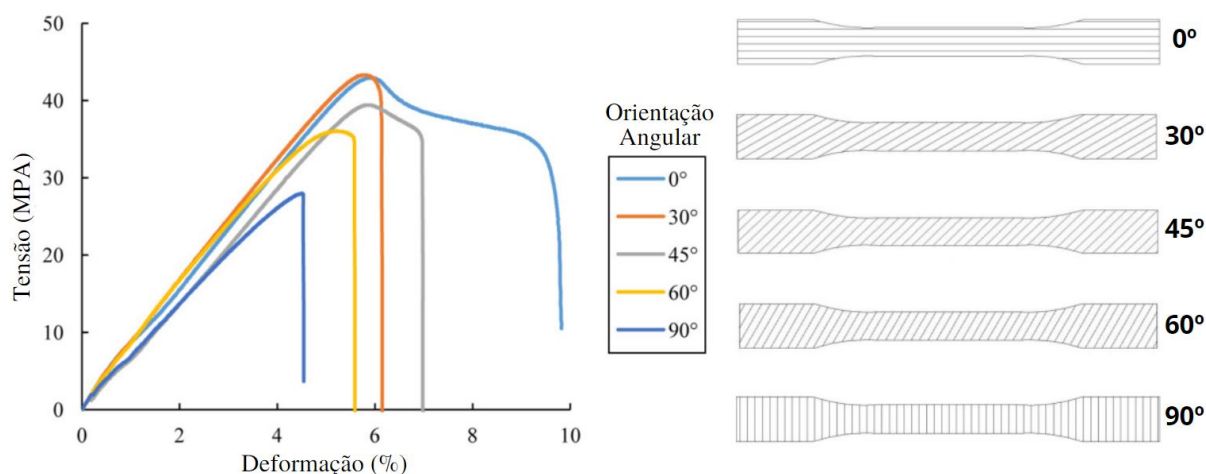 50
40
30
20
10
0
Tensão (MPA)
0 2 4 6 8 10
Deformação (%)
Orientação
Angular
0°
30°
45°
60°
90°
0º
30º
45º
60º
90º